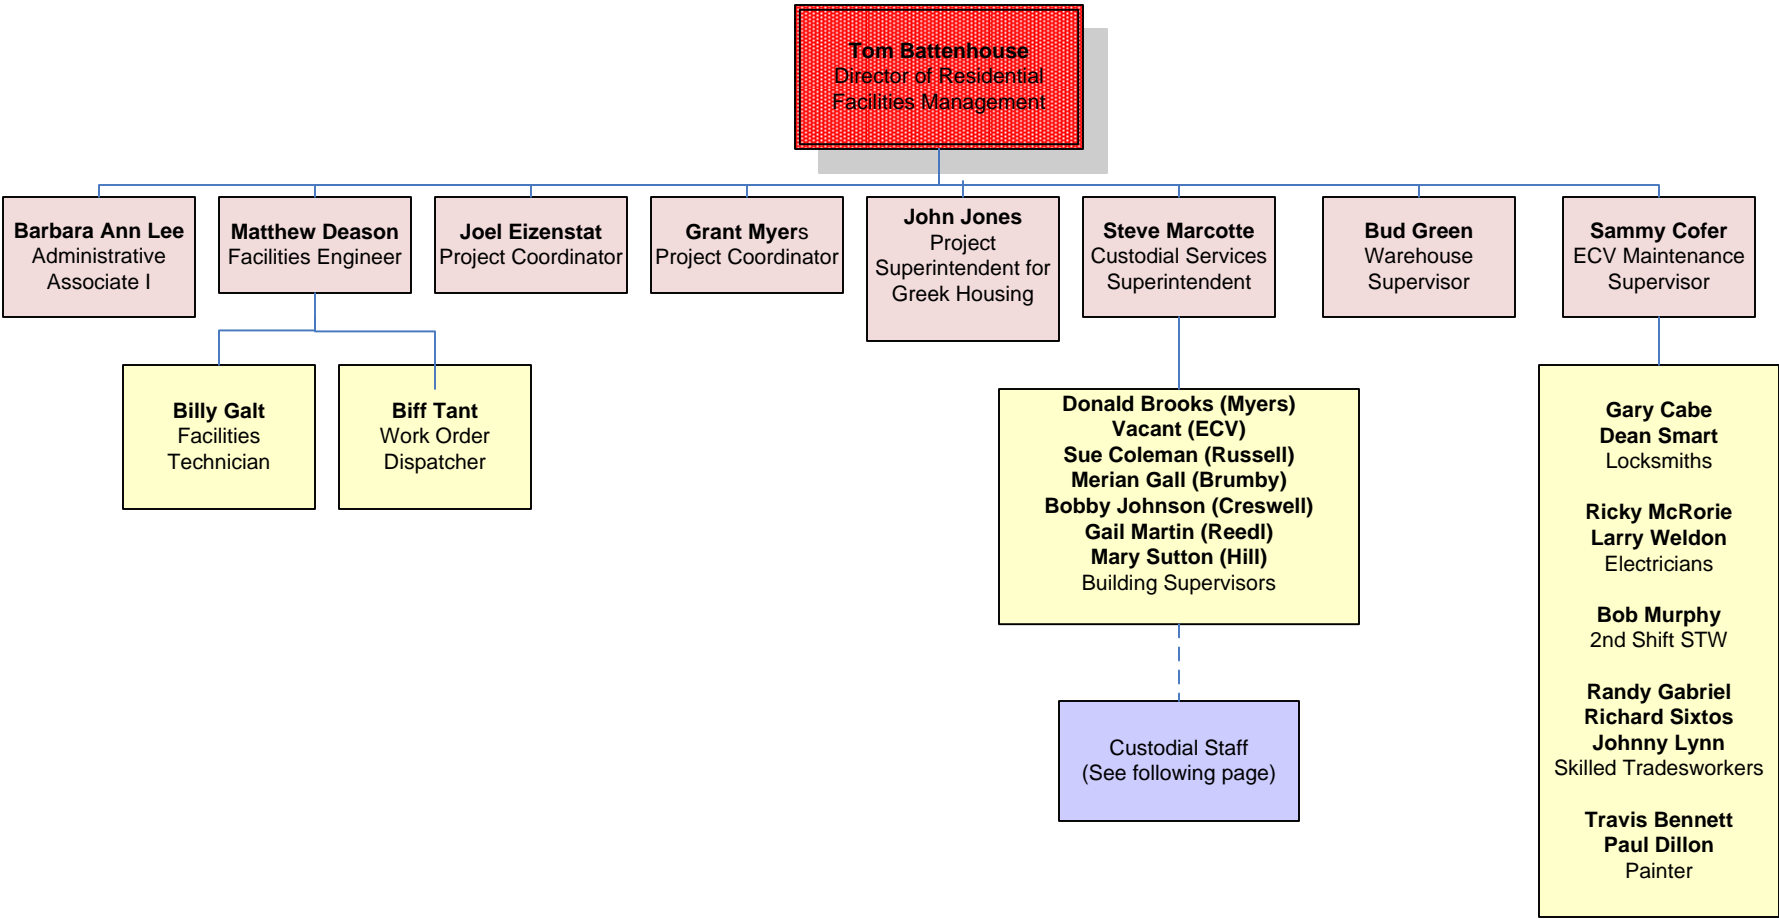 Tom Battenhouse
Director of Residential
Facilities Management
Barbara Ann Lee
Administrative
Associate I
Matthew Deason
Facilities Engineer
Joel Eizenstat
Project Coordinator
Grant Myers
Project Coordinator
John Jones
Project
Superintendent for
Greek Housing
Steve Marcotte
Custodial Services
Superintendent
Bud Green
Warehouse
Supervisor
Sammy Cofer
ECV Maintenance
Supervisor
Billy Galt
Facilities
Technician
Biff Tant
Work Order
Dispatcher
Donald Brooks (Myers)
Vacant (ECV)
Sue Coleman (Russell)
Merian Gall (Brumby)
Bobby Johnson (Creswell)
Gail Martin (Reedl)
Mary Sutton (Hill)
Building Supervisors
Custodial Staff
(See following page)
Gary Cabe
Dean Smart
Locksmiths
Ricky McRorie
Larry Weldon
Electricians
Bob Murphy
2nd Shift STW
Randy Gabriel
Richard Sixtos
Johnny Lynn
Skilled Tradesworkers
Travis Bennett
Paul Dillon
Painter